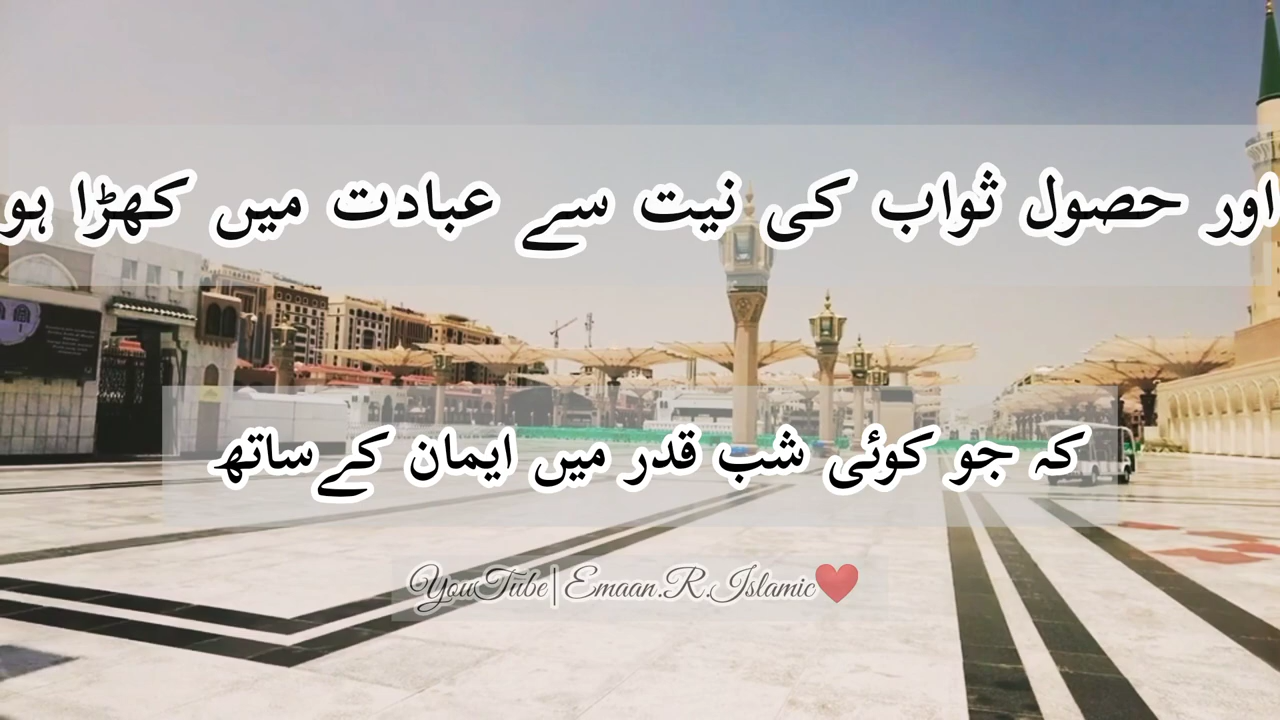 اور حصول ثواب کی نیت سے عبادت میں کھڑا ہو
کہ جو کوئی شب قدر میں ایمان کے ساتھ
YouTube|Emaan.R.Islamic❤️